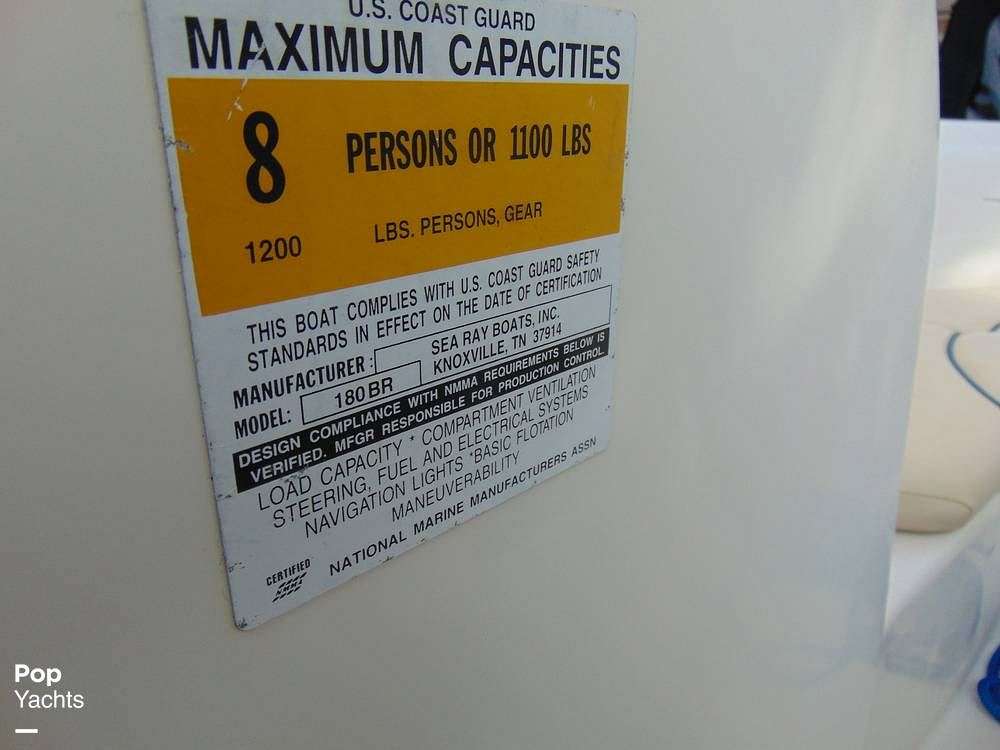 U.S. COAST GUARD
MAXIMUM CAPACITIES
8 PERSONS OR 1100 LBS
1200 LBS. PERSONS, GEAR
THIS BOAT COMPLIES WITH U.S. COAST GUARD SAFETY
STANDARDS IN EFFECT ON THE DATE OF CERTIFICATION
MANUFACTURER: SEA RAY BOATS, INC.
KNOXVILLE, TN 37914
MODEL: 180BR
DESIGN COMPLIANCE WITH NMMA REQUIREMENTS BELOW IS
VERIFIED. MFGR RESPONSIBLE FOR PRODUCTION CONTROL.
LOAD CAPACITY * COMPARTMENT VENTILATION
STEERING, FUEL AND ELECTRICAL SYSTEMS
NAVIGATION LIGHTS *BASIC FLOTATION
MANEUVERABILITY
NATIONAL MARINE MANUFACTURERS ASSN
CERTIFIED
NMMA
Pop
Yachts